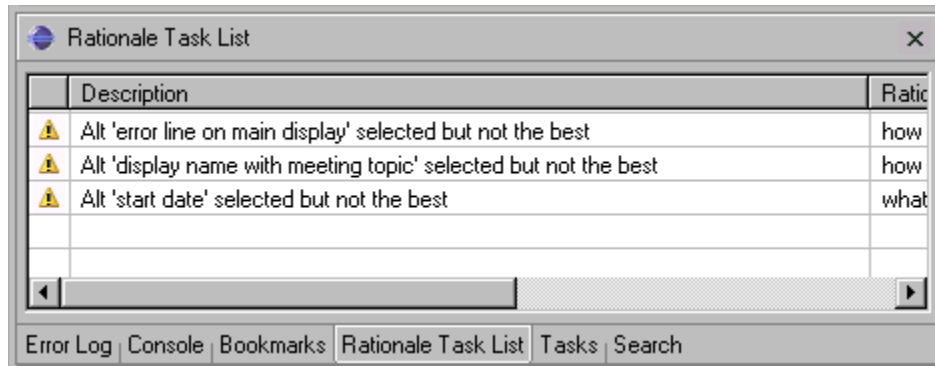 Rationale Task List
Description Ratio
Alt 'error line on main display' selected but not the best how
Alt 'display name with meeting topic' selected but not the best how
Alt 'start date' selected but not the best what
Error Log Console Bookmarks Rationale Task List Tasks Search